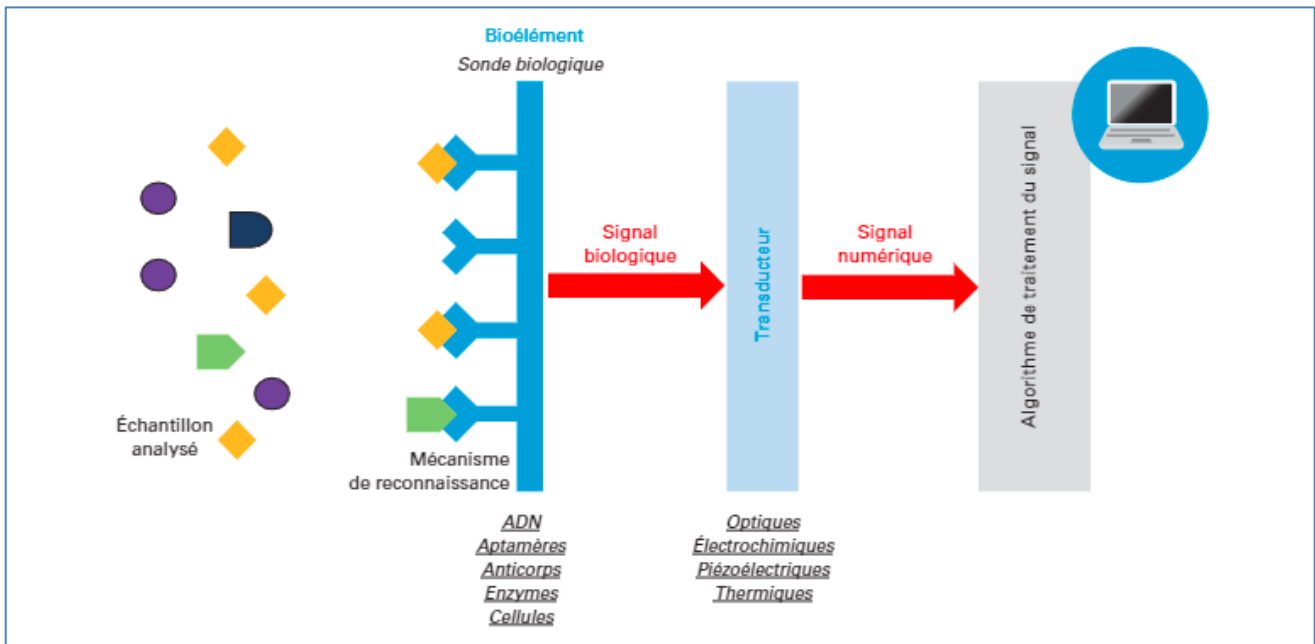 Bioélément
Sonde biologique
Échantillon
analysé
Mécanisme
de reconnaissance
ADN
Aptamères
Anticorps
Enzymes
Cellules
Signal
biologique
Transducteur
Optiques
Électrochimiques
Piézoélectriques
Thermiques
Signal
numérique
Algorithme de traitement du signal